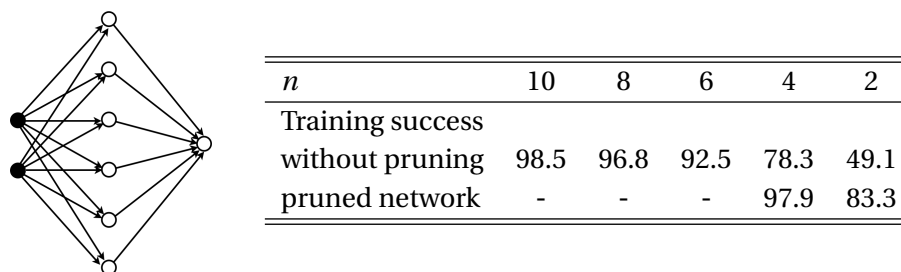 n 10 8 6 4 2
Training success
without pruning 98.5 96.8 92.5 78.3 49.1
pruned network - - - 97.9 83.3